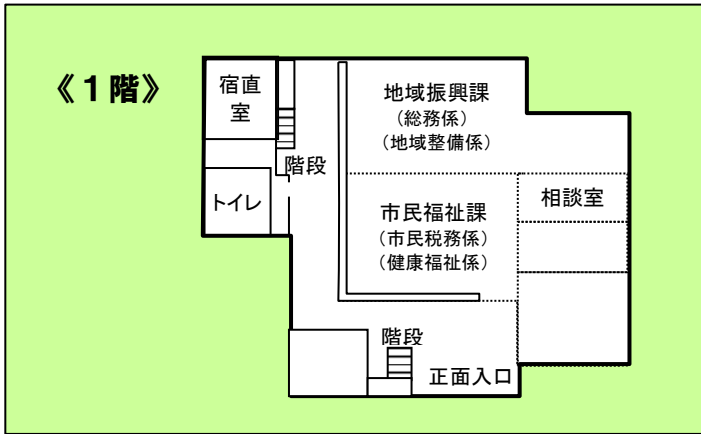 《１階》
宿直
室
地域振興課
（総務係）
（地域整備係）
階段
トイレ
相談室
市民福祉課
（市民税務係）
（健康福祉係）
階段
正面入口